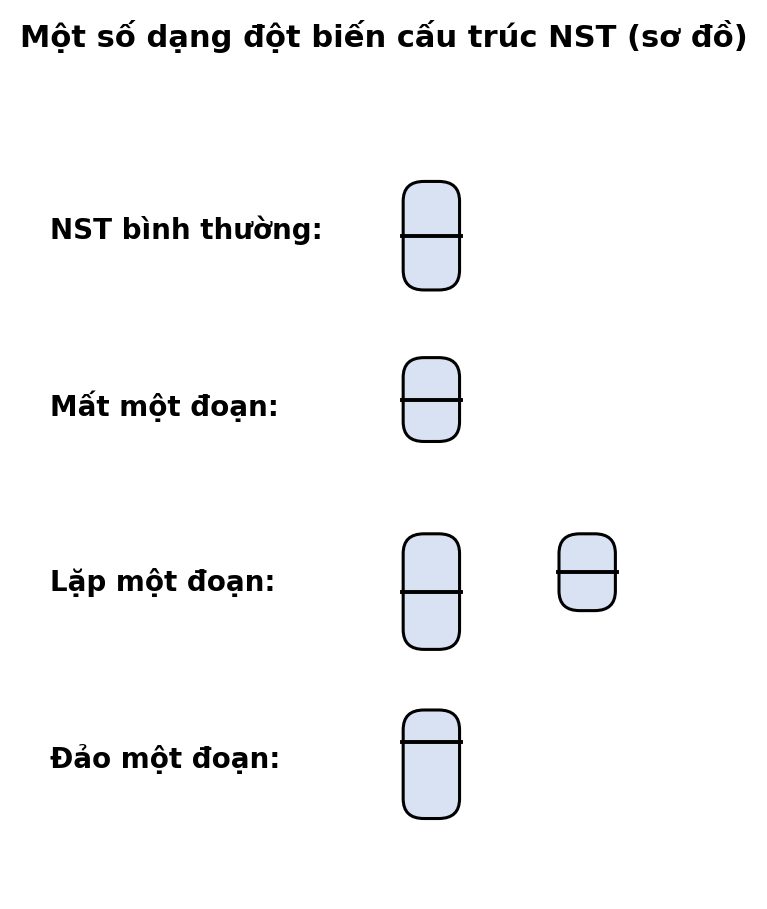 Một số dạng đột biến cấu trúc NST (sơ đồ)
NST bình thường:
Mất một đoạn:
Lặp một đoạn:
Đảo một đoạn: